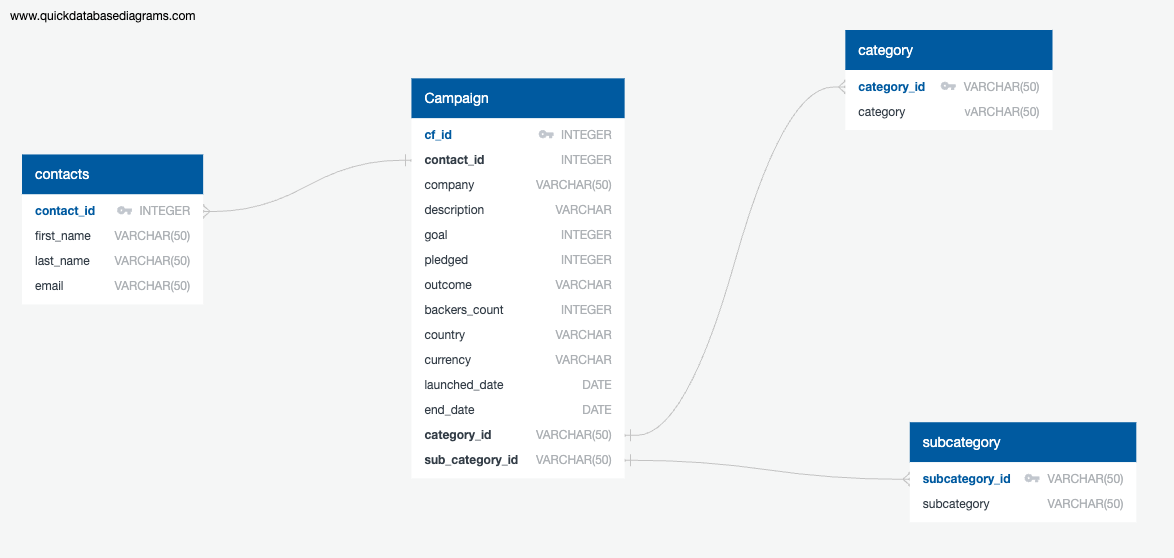 www.quickdatabasediagrams.com
contacts
contact_id INTEGER
first_name VARCHAR(50)
last_name VARCHAR(50)
email VARCHAR(50)
Campaign
cf_id INTEGER
contact_id INTEGER
company VARCHAR(50)
description VARCHAR
goal INTEGER
pledged INTEGER
outcome VARCHAR
backers_count INTEGER
country VARCHAR
currency VARCHAR
launched_date DATE
end_date DATE
category_id VARCHAR(50)
sub_category_id VARCHAR(50)
category
category_id VARCHAR(50)
category vARCHAR(50)
subcategory
subcategory_id VARCHAR(50)
subcategory VARCHAR(50)